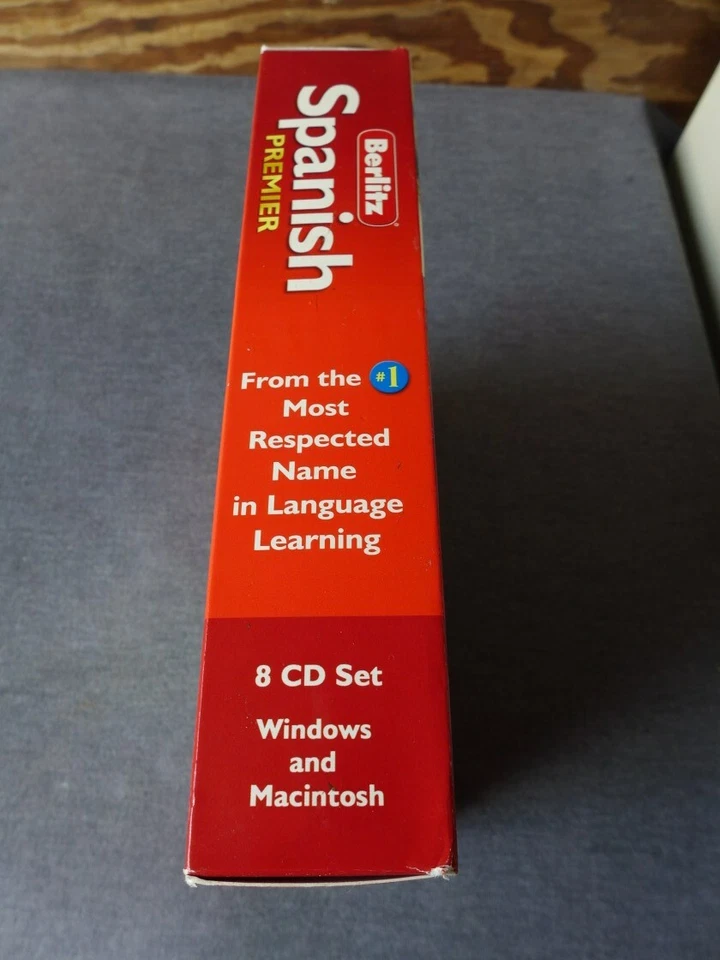 Berlitz®
Spanish
PREMIER
From the #1
Most
Respected
Name
in Language
Learning
8 CD Set
Windows
and
Macintosh